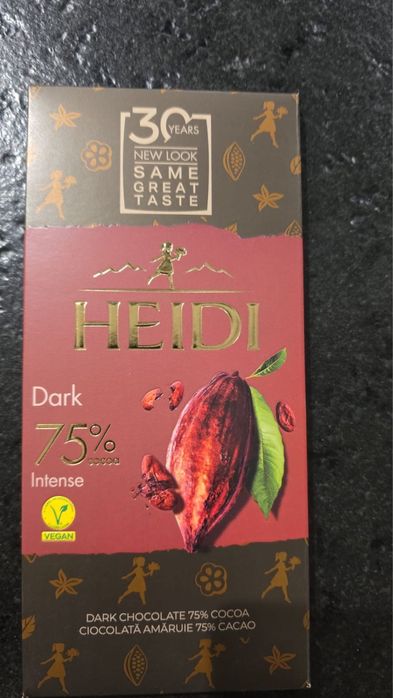 30
YEARS
NEW LOOK
SAME
GREAT
TASTE
HEIDI
Dark
75%
cocoa
Intense
V
VEGAN
DARK CHOCOLATE 75% COCOA
CIOCOLATĂ AMĂRUIE 75% CACAO